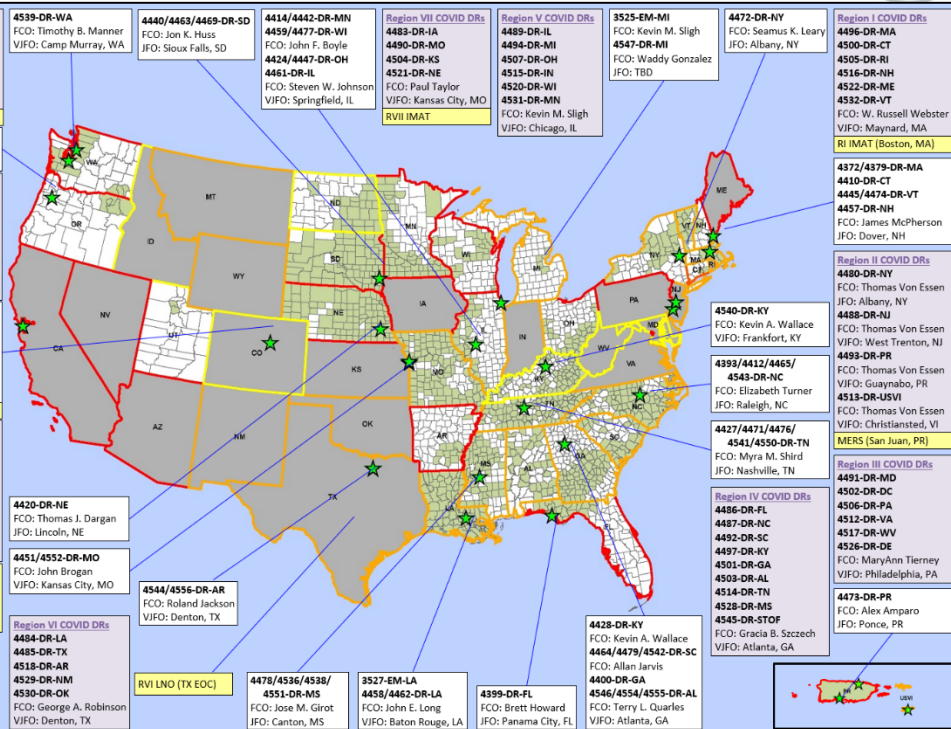 4539-DR-WA
FCO: Timothy B. Manner
VJFO: Camp Murray, WA
4440/4463/4469-DR-SD
FCO: Jon K. Huss
JFO: Sioux Falls, SD
4414/4442-DR-MN
4459/4477-DR-WI
FCO: John F. Boyle
4424/4447-DR-OH
4461-DR-IL
FCO: Steven W. Johnson
VJFO: Springfield, IL
Region VII COVID DRs
4483-DR-IA
4490-DR-MO
4504-DR-KS
4521-DR-NE
FCO: Paul Taylor
VJFO: Kansas City, MO
RVII IMAT
Region V COVID DRs
4489-DR-IL
4494-DR-MI
4507-DR-OH
4515-DR-IN
4520-DR-WI
4531-DR-MN
FCO: Kevin M. Sligh
VJFO: Chicago, IL
3525-EM-MI
FCO: Kevin M. Sligh
4547-DR-MI
FCO: Waddy Gonzalez
JFO: TBD
4472-DR-NY
FCO: Seamus K. Leary
JFO: Albany, NY
Region I COVID DRs
4496-DR-MA
4500-DR-CT
4505-DR-RI
4516-DR-NH
4522-DR-ME
4532-DR-VT
FCO: W. Russell Webster
VJFO: Maynard, MA
RI IMAT (Boston, MA)
4372/4379-DR-MA
4410-DR-CT
4445/4474-DR-VT
4457-DR-NH
FCO: James McPherson
JFO: Dover, NH
Region II COVID DRs
4480-DR-NY
FCO: Thomas Von Essen
JFO: Albany, NY
4488-DR-NJ
FCO: Thomas Von Essen
VJFO: West Trenton, NJ
4493-DR-PR
FCO: Thomas Von Essen
VJFO: Guaynabo, PR
4513-DR-USVI
FCO: Thomas Von Essen
VJFO: Christiansted, VI
MERS (San Juan, PR)
Region III COVID DRs
4491-DR-MD
4502-DR-DC
4506-DR-PA
4512-DR-VA
4517-DR-WV
4526-DR-DE
FCO: MaryAnn Tierney
VJFO: Philadelphia, PA
4473-DR-PR
FCO: Alex Amparo
JFO: Ponce, PR
4540-DR-KY
FCO: Kevin A. Wallace
VJFO: Frankfort, KY
4393/4412/4465/
4543-DR-NC
FCO: Elizabeth Turner
JFO: Raleigh, NC
4427/4471/4476/
4541/4550-DR-TN
FCO: Myra M. Shird
JFO: Nashville, TN
Region IV COVID DRs
4486-DR-FL
4487-DR-NC
4492-DR-SC
4497-DR-KY
4501-DR-GA
4503-DR-AL
4514-DR-TN
4528-DR-MS
4545-DR-STOF
FCO: Gracia B. Szczech
VJFO: Atlanta, GA
4420-DR-NE
FCO: Thomas J. Dargan
JFO: Lincoln, NE
4451/4552-DR-MO
FCO: John Brogan
VJFO: Kansas City, MO
4544/4556-DR-AR
FCO: Roland Jackson
VJFO: Denton, TX
Region VI COVID DRs
4484-DR-LA
4485-DR-TX
4518-DR-AR
4529-DR-NM
4530-DR-OK
FCO: George A. Robinson
VJFO: Denton, TX
RVI LNO (TX EOC)
4478/4536/4538/
4551-DR-MS
FCO: Jose M. Girot
JFO: Canton, MS
3527-EM-LA
4458/4462-DR-LA
FCO: John E. Long
VJFO: Baton Rouge, LA
4399-DR-FL
FCO: Brett Howard
JFO: Panama City, FL
4428-DR-KY
FCO: Kevin A. Wallace
4464/4479/4542-DR-SC
FCO: Allan Jarvis
4400-DR-GA
4546/4554/4555-DR-AL
FCO: Terry L. Quarles
VJFO: Atlanta, GA
WA
OR
ID
MT
WY
ND
SD
NE
MN
WI
IA
MI
NV
UT
CO
CA
AZ
NM
KS
OK
TX
MO
AR
LA
IL
IN
OH
KY
TN
MS
AL
GA
SC
NC
VA
WV
MD
PA
NJ
NY
VT
NH
ME
MA
CT
RI
FL
PR
USVI